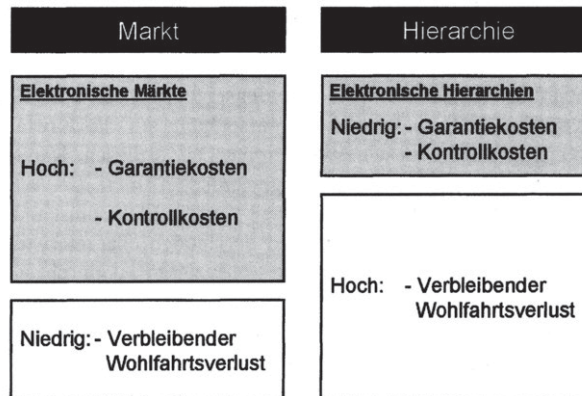 Markt
Elektronische Märkte
Hoch: - Garantiekosten
- Kontrollkosten
Niedrig: - Verbleibender
Wohlfahrtsverlust
Hierarchie
Elektronische Hierarchien
Niedrig: - Garantiekosten
- Kontrollkosten
Hoch: - Verbleibender
Wohlfahrtsverlust